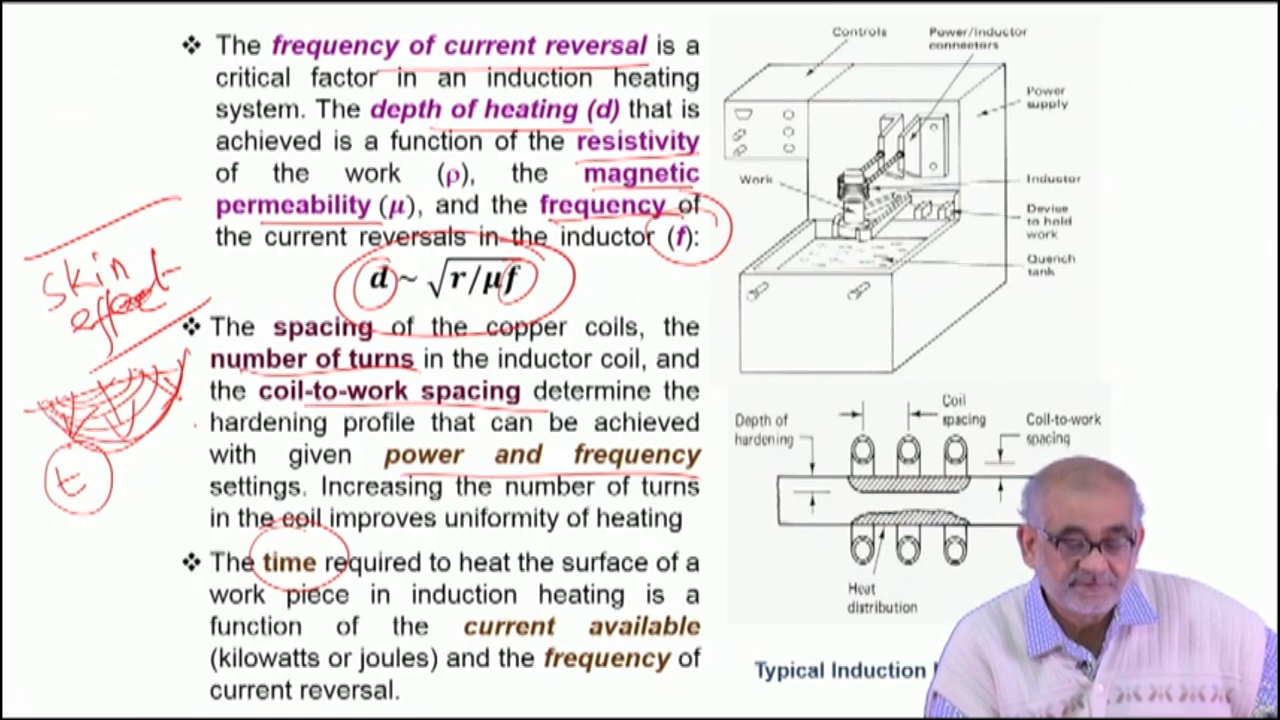 ❖ The frequency of current reversal is a
critical factor in an induction heating
system. The depth of heating (d) that is
achieved is a function of the resistivity
of the work (ρ), the magnetic
permeability (μ), and the frequency of
the current reversals in the inductor (f):
d ~ √r/μf
❖ The spacing of the copper coils, the
number of turns in the inductor coil, and
the coil-to-work spacing determine the
hardening profile that can be achieved
with given power and frequency
settings. Increasing the number of turns
in the coil improves uniformity of heating
❖ The time required to heat the surface of a
work piece in induction heating is a
function of the current available
(kilowatts or joules) and the frequency of
current reversal.
skin
effect
t
Controls
Power/inductor
connectors
Power
supply
Work
Inductor
Device
to hold
work
Quench
tank
Depth of
hardening
Coil
spacing
Coil-to-work
spacing
Heat
distribution
Typical Induction